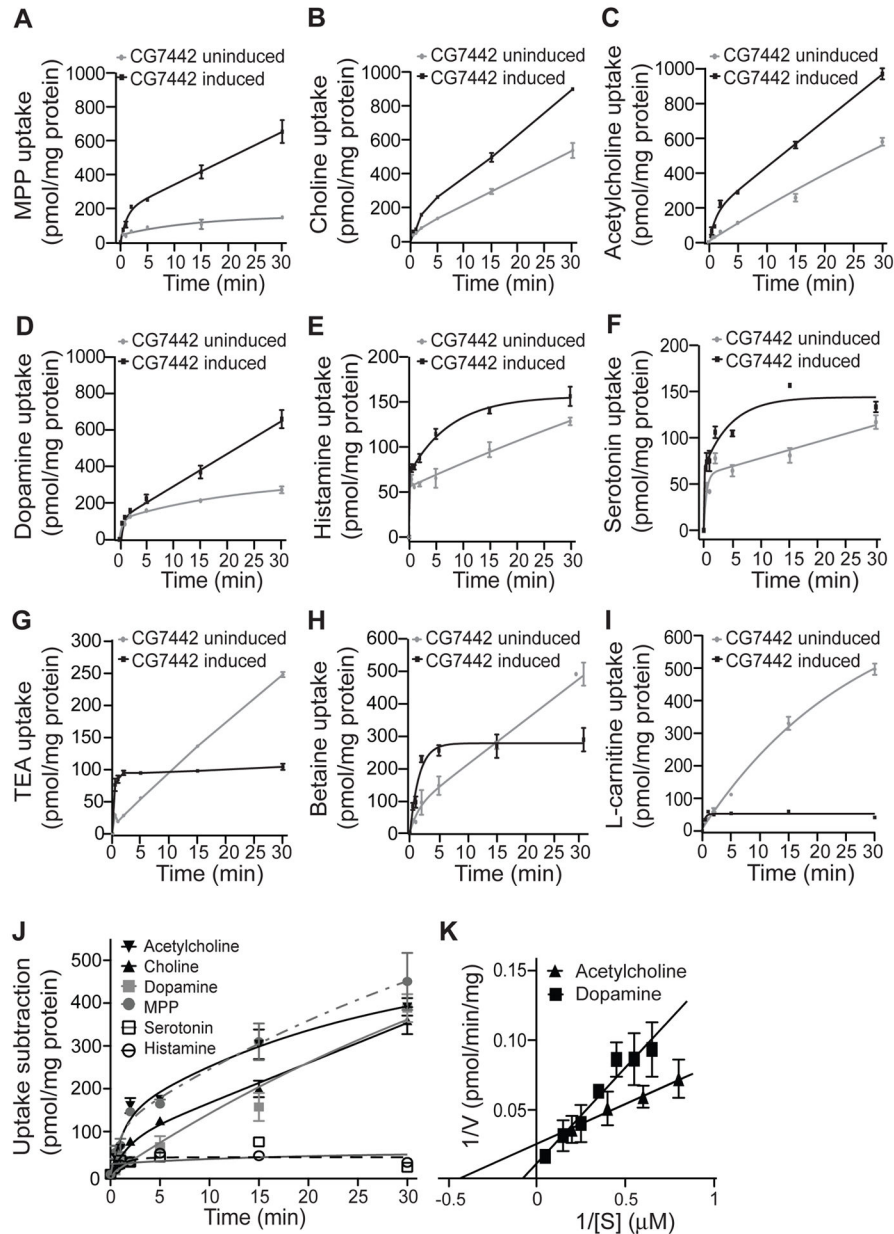 A
CG7442 uninduced
CG7442 induced
MPP uptake
(pmol/mg protein)
1000
800
600
400
200
0
0 5 10 15 20 25 30
Time (min)
B
CG7442 uninduced
CG7442 induced
Choline uptake
(pmol/mg protein)
1000
800
600
400
200
0
0 5 10 15 20 25 30
Time (min)
C
CG7442 uninduced
CG7442 induced
Acetylcholine uptake
(pmol/mg protein)
1000
800
600
400
200
0
0 5 10 15 20 25 30
Time (min)
D
CG7442 uninduced
CG7442 induced
Dopamine uptake
(pmol/mg protein)
1000
800
600
400
200
0
0 5 10 15 20 25 30
Time (min)
E
CG7442 uninduced
CG7442 induced
Histamine uptake
(pmol/mg protein)
200
150
100
50
0
0 5 10 15 20 25 30
Time (min)
F
CG7442 uninduced
CG7442 induced
Serotonin uptake
(pmol/mg protein)
200
150
100
50
0
0 5 10 15 20 25 30
Time (min)
G
CG7442 uninduced
CG7442 induced
TEA uptake
(pmol/mg protein)
300
250
200
150
100
50
0
0 5 10 15 20 25 30
Time (min)
H
CG7442 uninduced
CG7442 induced
Betaine uptake
(pmol/mg protein)
600
500
400
300
200
100
0
0 5 10 15 20 25 30
Time (min)
I
CG7442 uninduced
CG7442 induced
L-carnitine uptake
(pmol/mg protein)
600
500
400
300
200
100
0
0 5 10 15 20 25 30
Time (min)
J
Acetylcholine
Choline
Dopamine
MPP
Serotonin
Histamine
Uptake subtraction
(pmol/mg protein)
500
400
300
200
100
50
0
0 5 10 15 20 25 30
Time (min)
K
Acetylcholine
Dopamine
1/V (pmol/min/mg)
0.15
0.10
0.05
-0.5 0 0.5 1
1/[S] (μM)